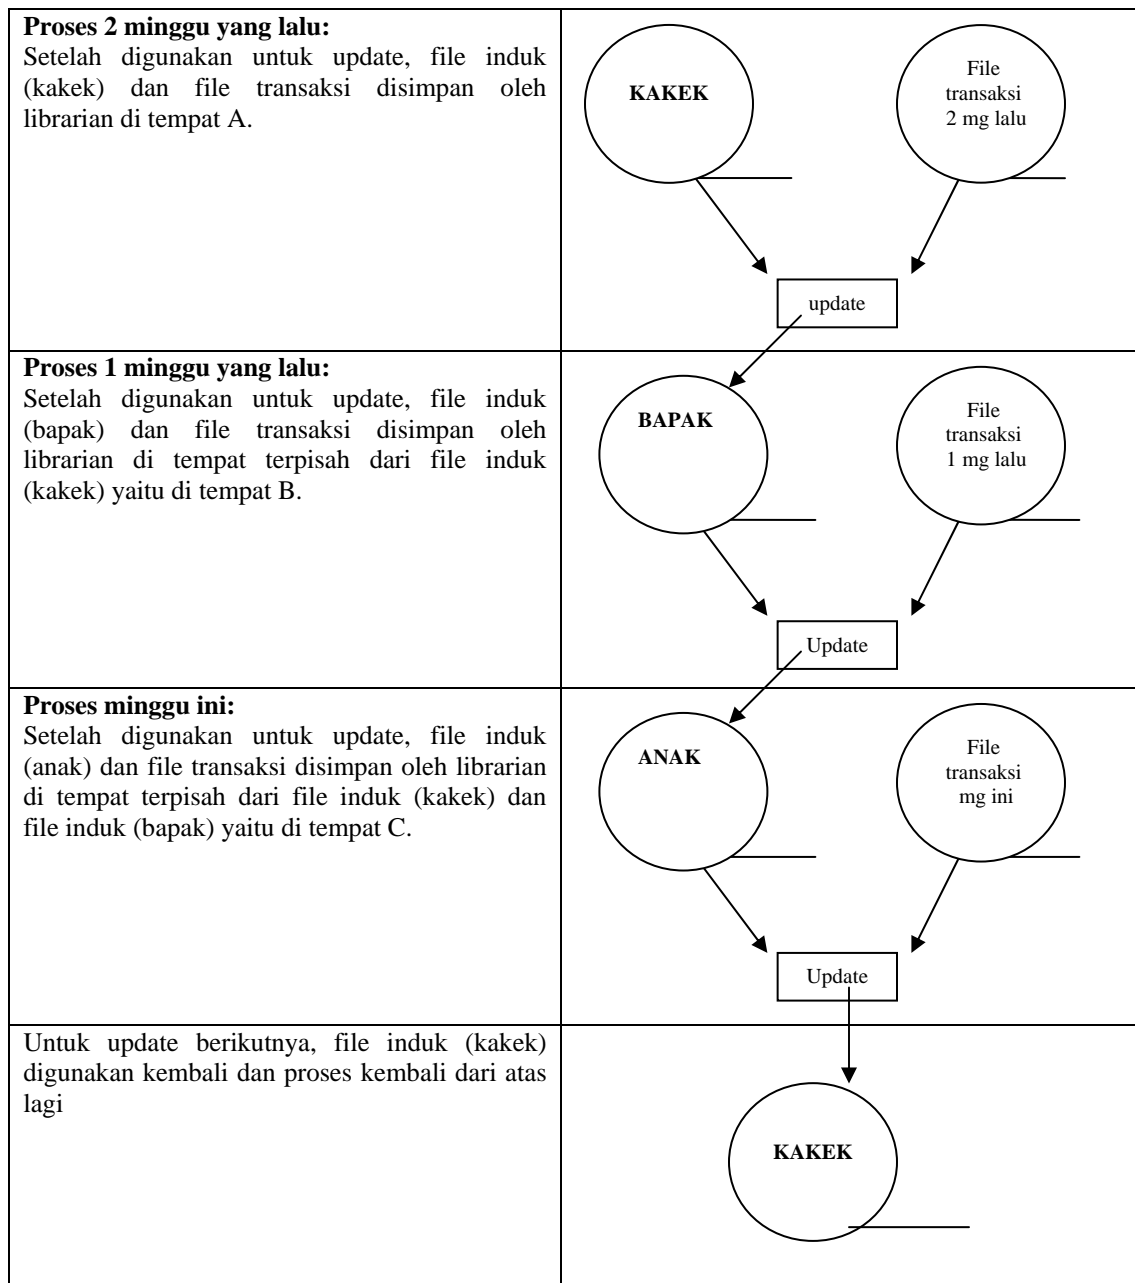 Proses 2 minggu yang lalu:
Setelah digunakan untuk update, file induk
(kakek) dan file transaksi disimpan oleh
librarian di tempat A.
KAKEK
File
transaksi
2 mg lalu
update
Proses 1 minggu yang lalu:
Setelah digunakan untuk update, file induk
(bapak) dan file transaksi disimpan oleh
librarian di tempat terpisah dari file induk
(kakek) yaitu di tempat B.
BAPAK
File
transaksi
1 mg lalu
Update
Proses minggu ini:
Setelah digunakan untuk update, file induk
(anak) dan file transaksi disimpan oleh librarian
di tempat terpisah dari file induk (kakek) dan
file induk (bapak) yaitu di tempat C.
ANAK
File
transaksi
mg ini
Update
Untuk update berikutnya, file induk (kakek)
digunakan kembali dan proses kembali dari atas
lagi
KAKEK